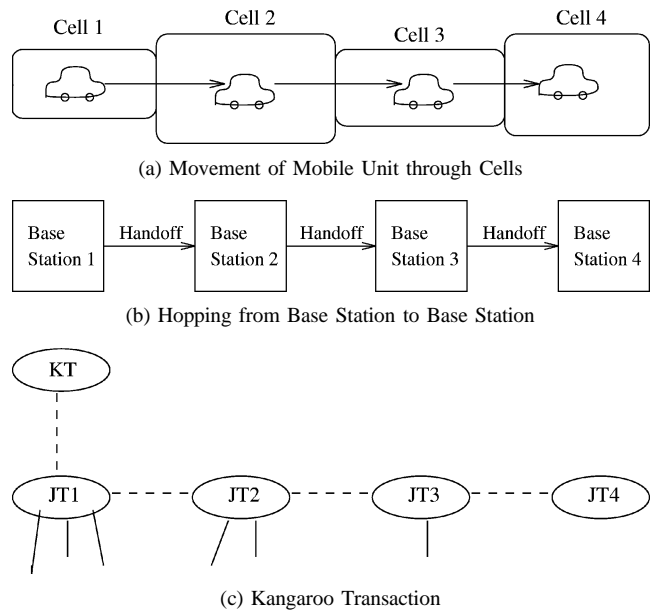 Cell 1
Cell 2
Cell 3
Cell 4
(a) Movement of Mobile Unit through Cells
Base
Station 1
Handoff
Base
Station 2
Handoff
Base
Station 3
Handoff
Base
Station 4
(b) Hopping from Base Station to Base Station
KT
JT1
JT2
JT3
JT4
(c) Kangaroo Transaction